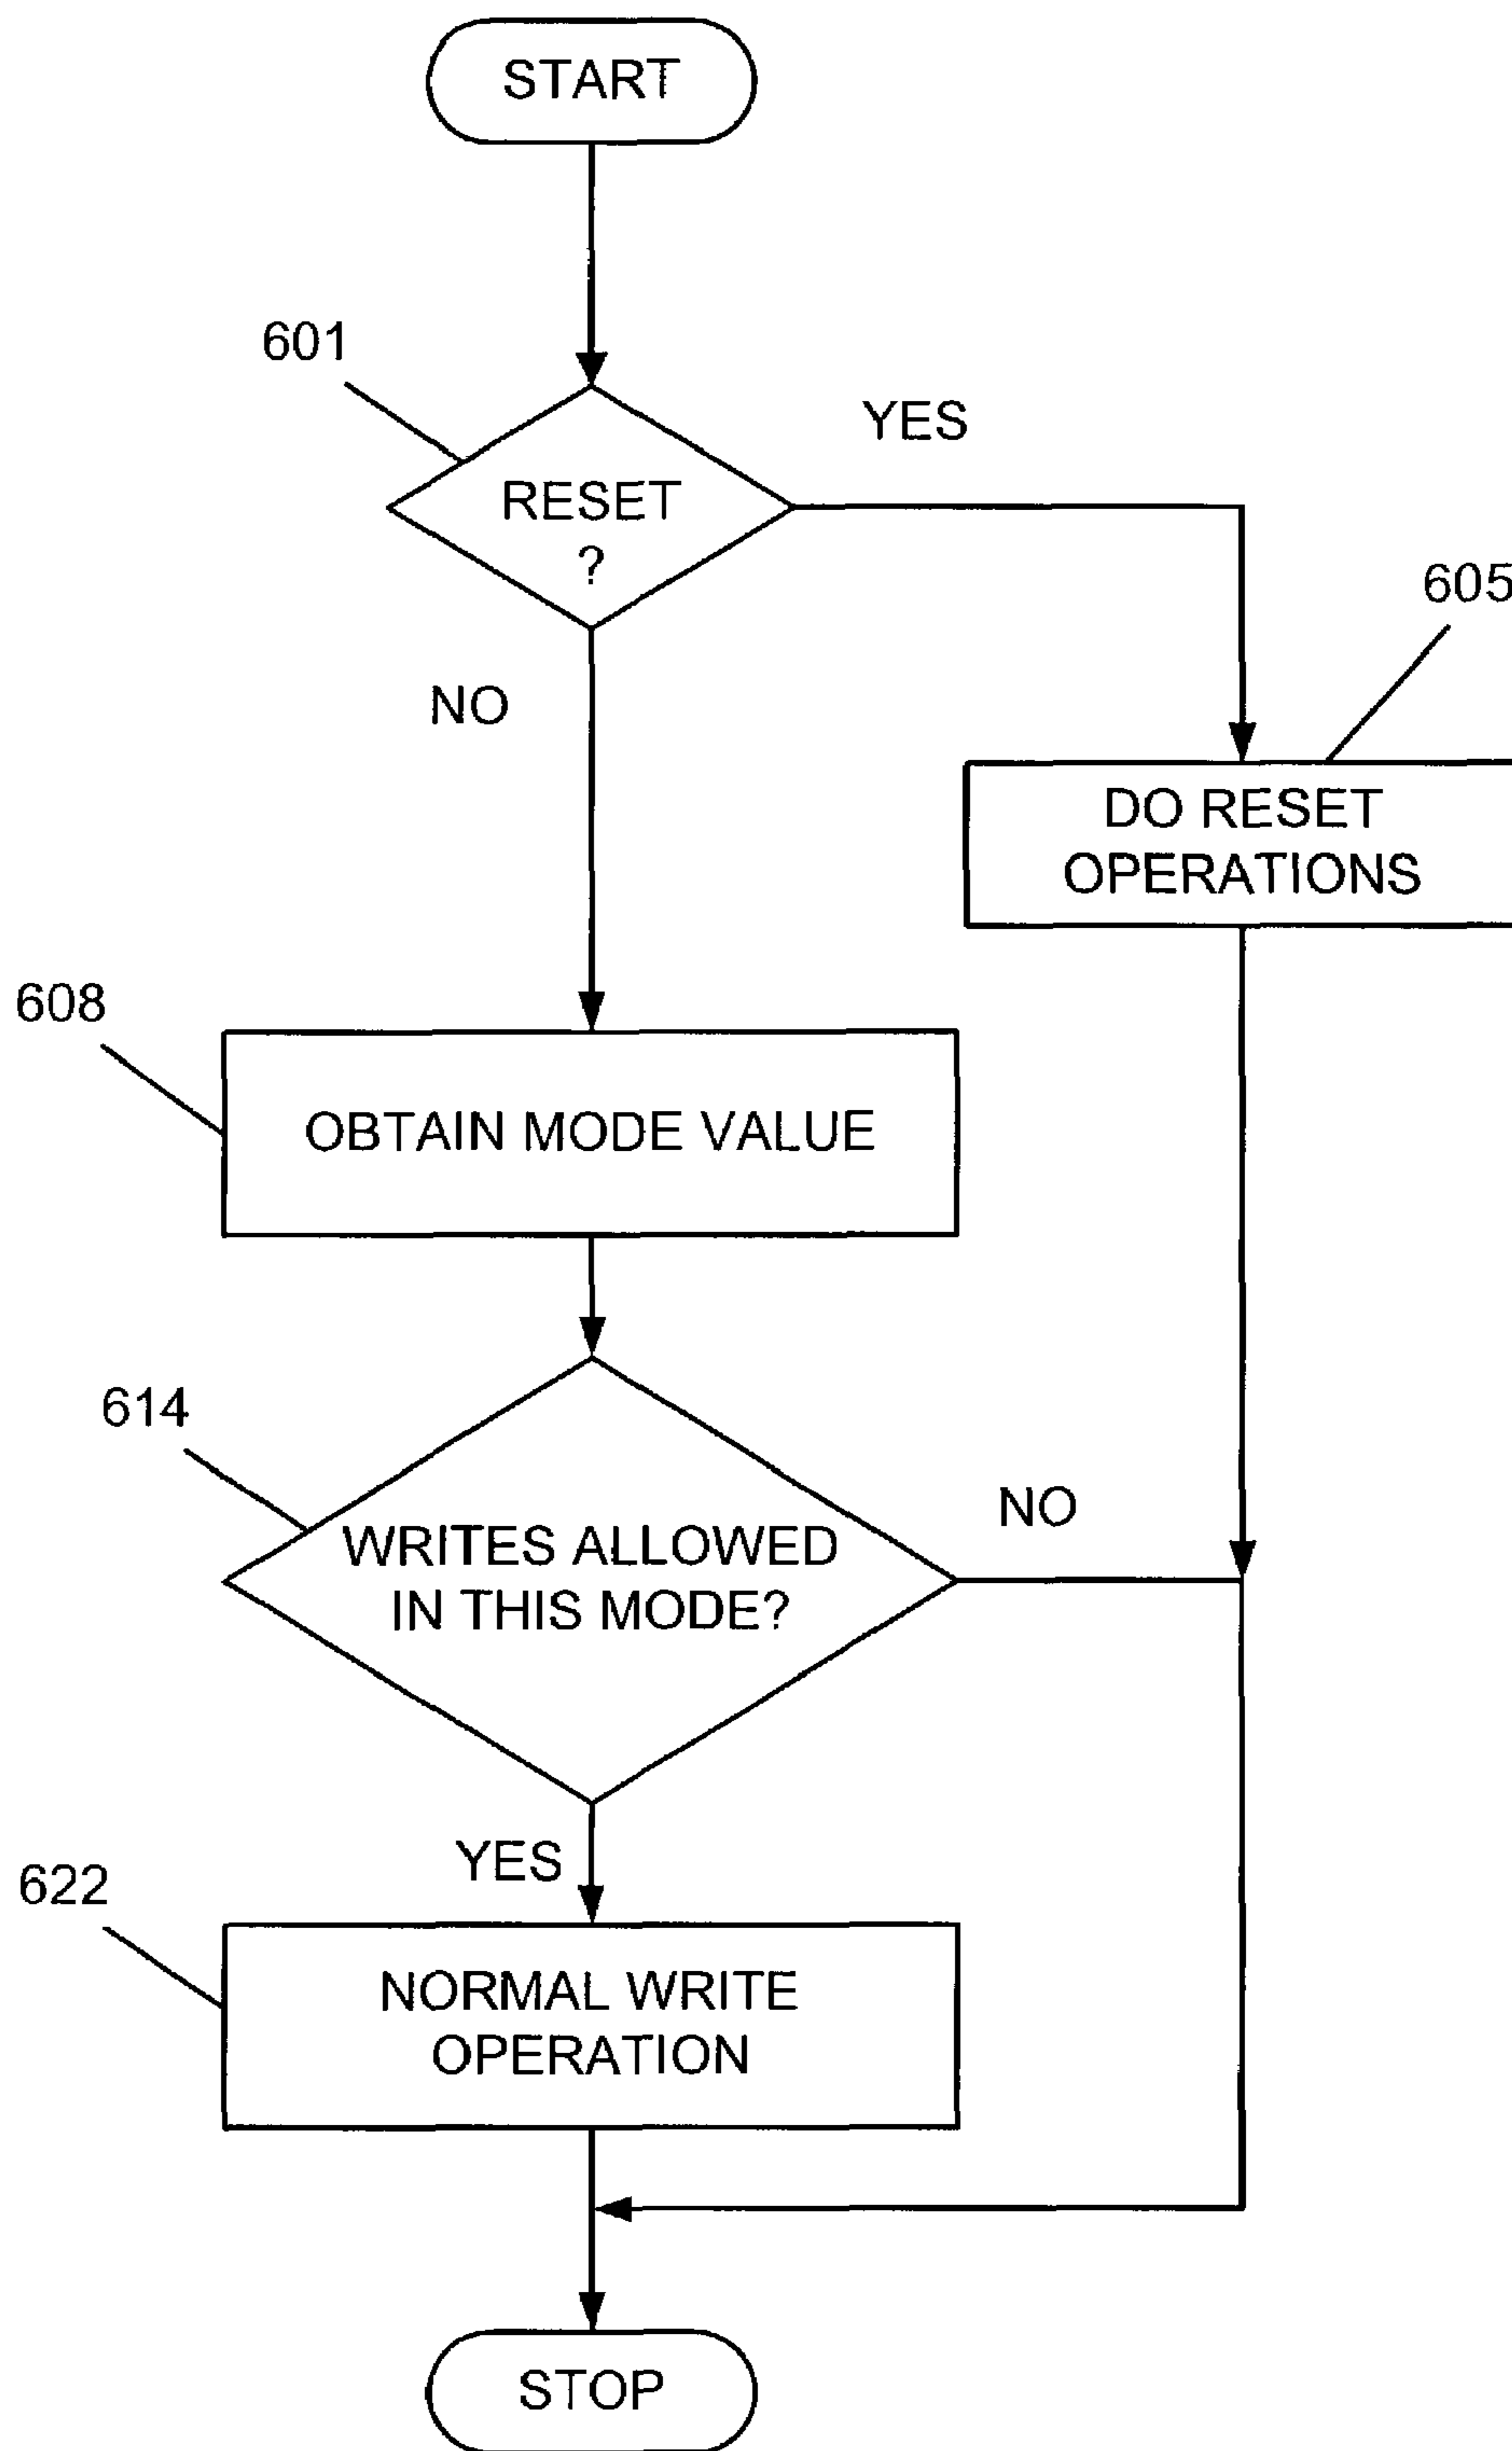 START
601
YES
RESET
?
605
NO
DO RESET
OPERATIONS
608
OBTAIN MODE VALUE
614
NO
WRITES ALLOWED
IN THIS MODE?
YES
622
NORMAL WRITE
OPERATION
STOP